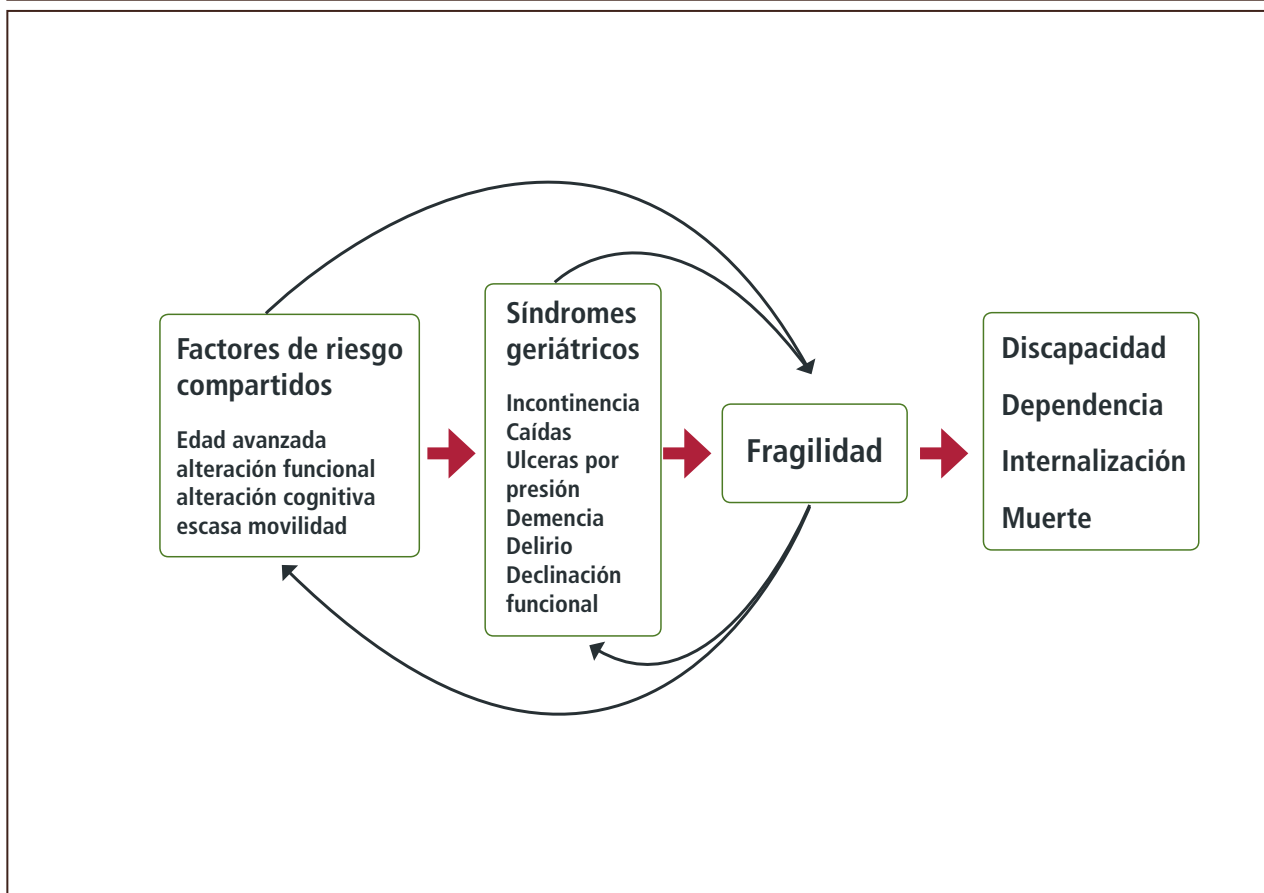 Factores de riesgo
compartidos
Edad avanzada
alteración funcional
alteración cognitiva
escasa movilidad
Síndromes
geriátricos
Incontinencia
Caídas
Ulceras por
presión
Demencia
Delirio
Declinación
funcional
Fragilidad
Discapacidad
Dependencia
Internalización
Muerte